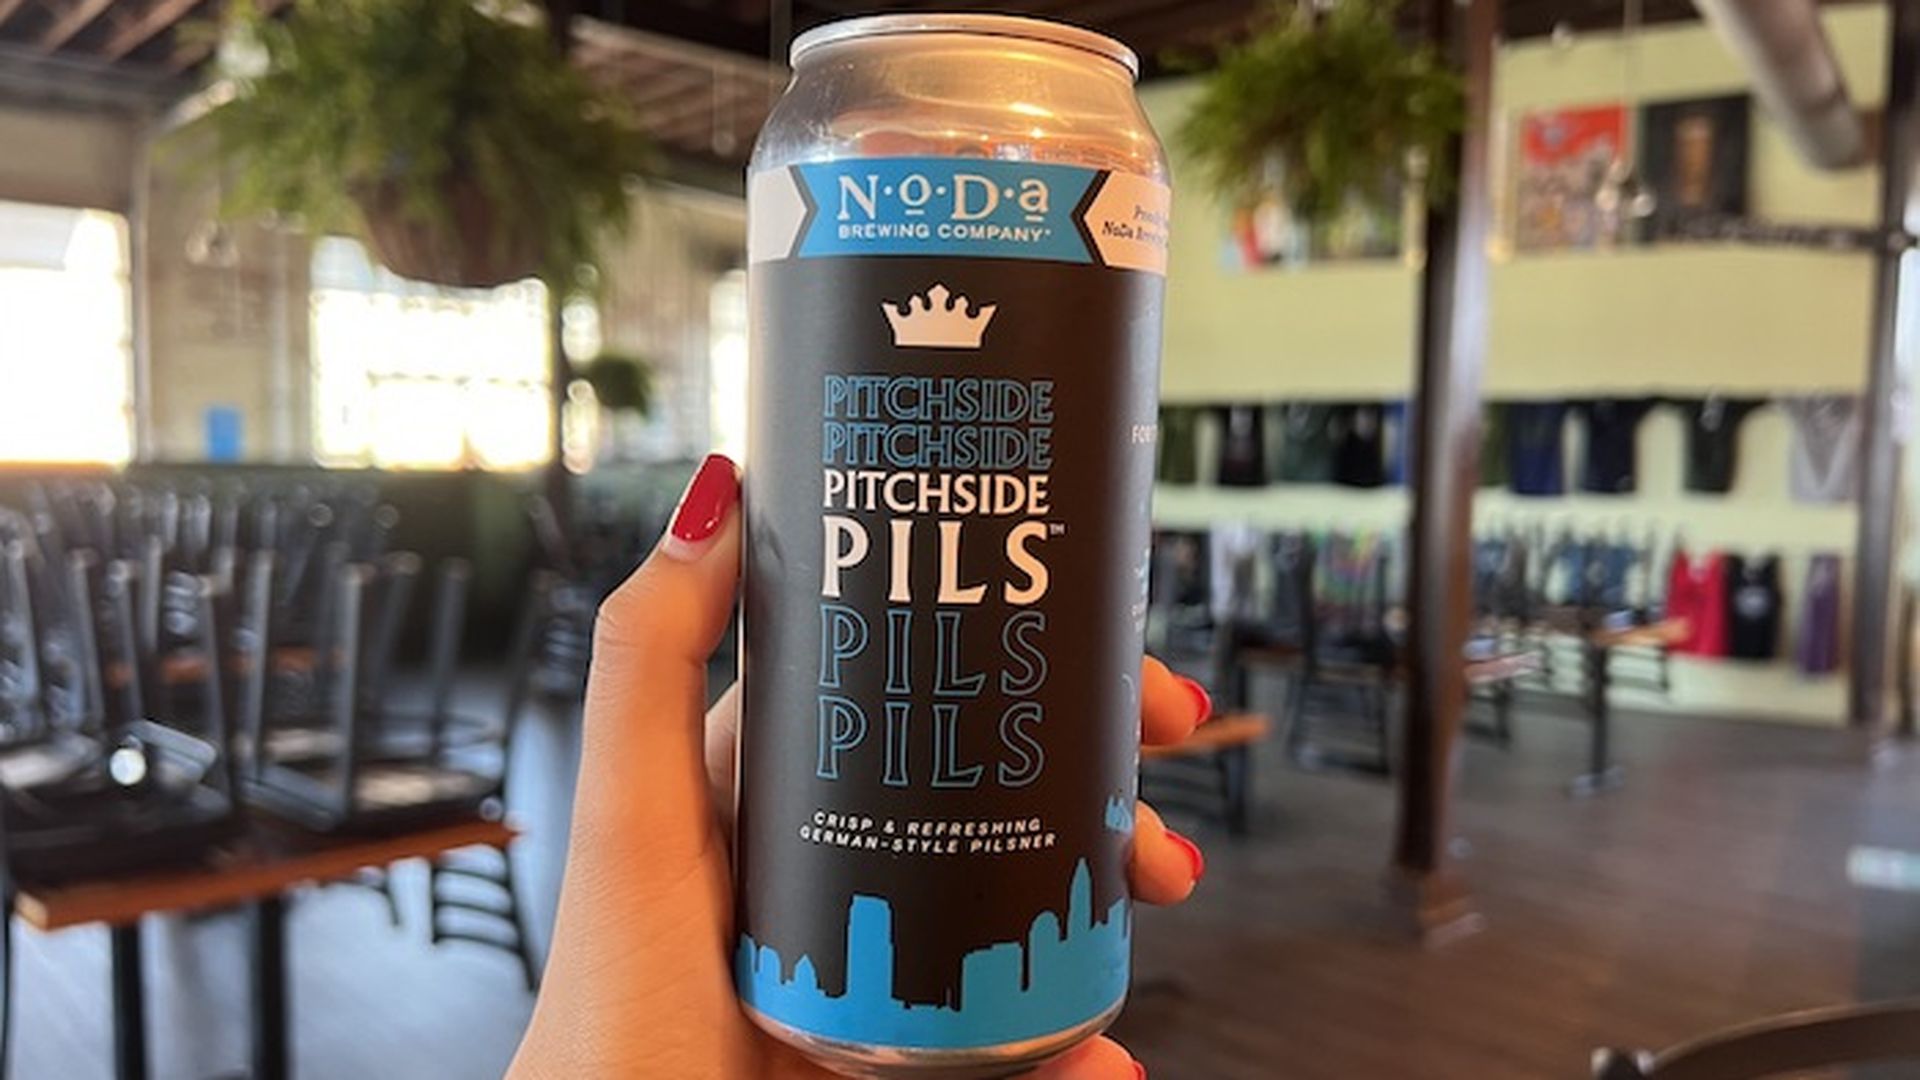 N·o·D·a
BREWING COMPANY
PITCHSIDE
PITCHSIDE
PITCHSIDE
PILS™
PILS
PILS
CRISP & REFRESHING
GERMAN-STYLE PILSNER